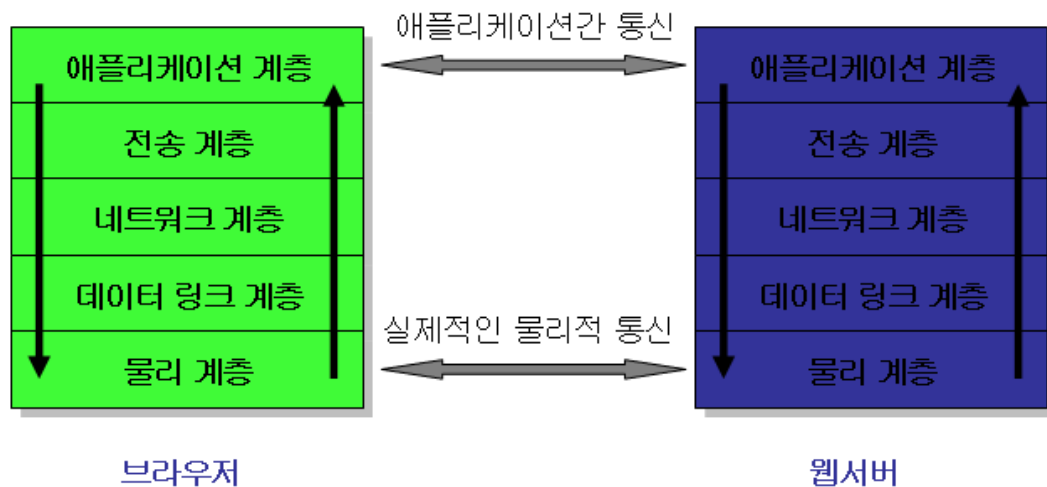 애플리케이션간 통신
애플리케이션 계층
전송 계층
네트워크 계층
데이터 링크 계층
물리 계층
애플리케이션 계층
전송 계층
네트워크 계층
데이터 링크 계층
물리 계층
실제적인 물리적 통신
브라우저
웹서버